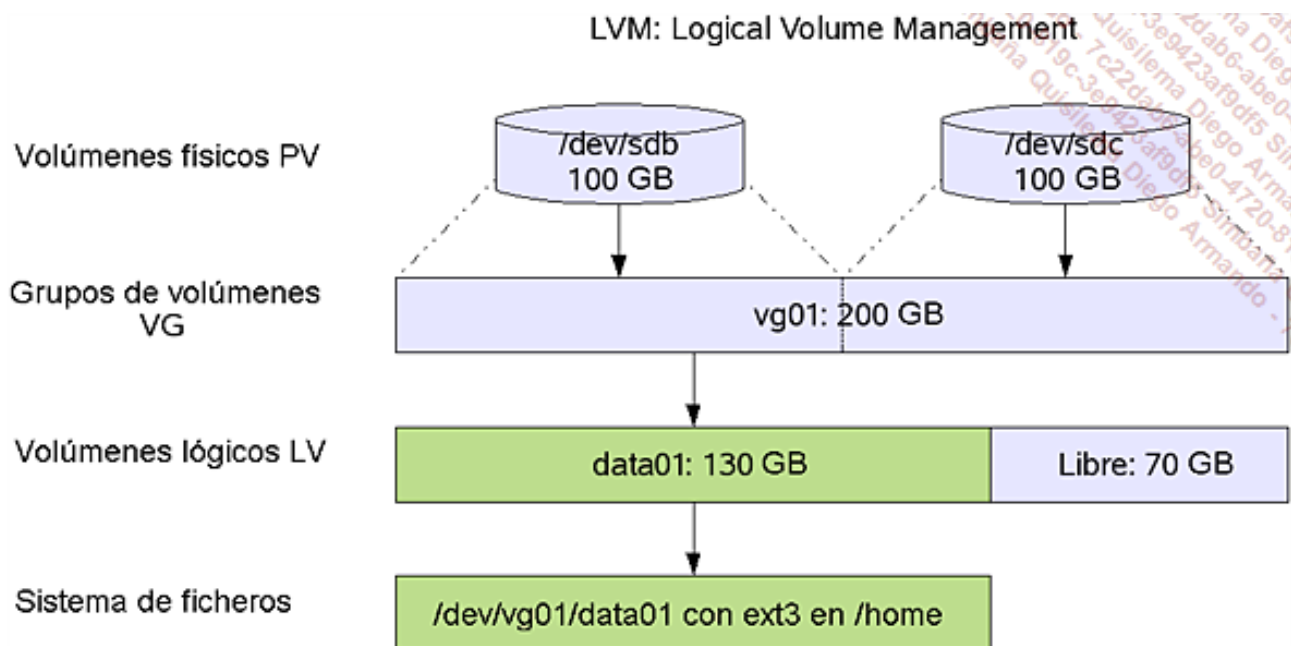 LVM: Logical Volume Management
Volúmenes físicos PV
/dev/sdb
100 GB
/dev/sdc
100 GB
Grupos de volúmenes
VG
vg01: 200 GB
Volúmenes lógicos LV
data01: 130 GB
Libre: 70 GB
Sistema de ficheros
/dev/vg01/data01 con ext3 en /home